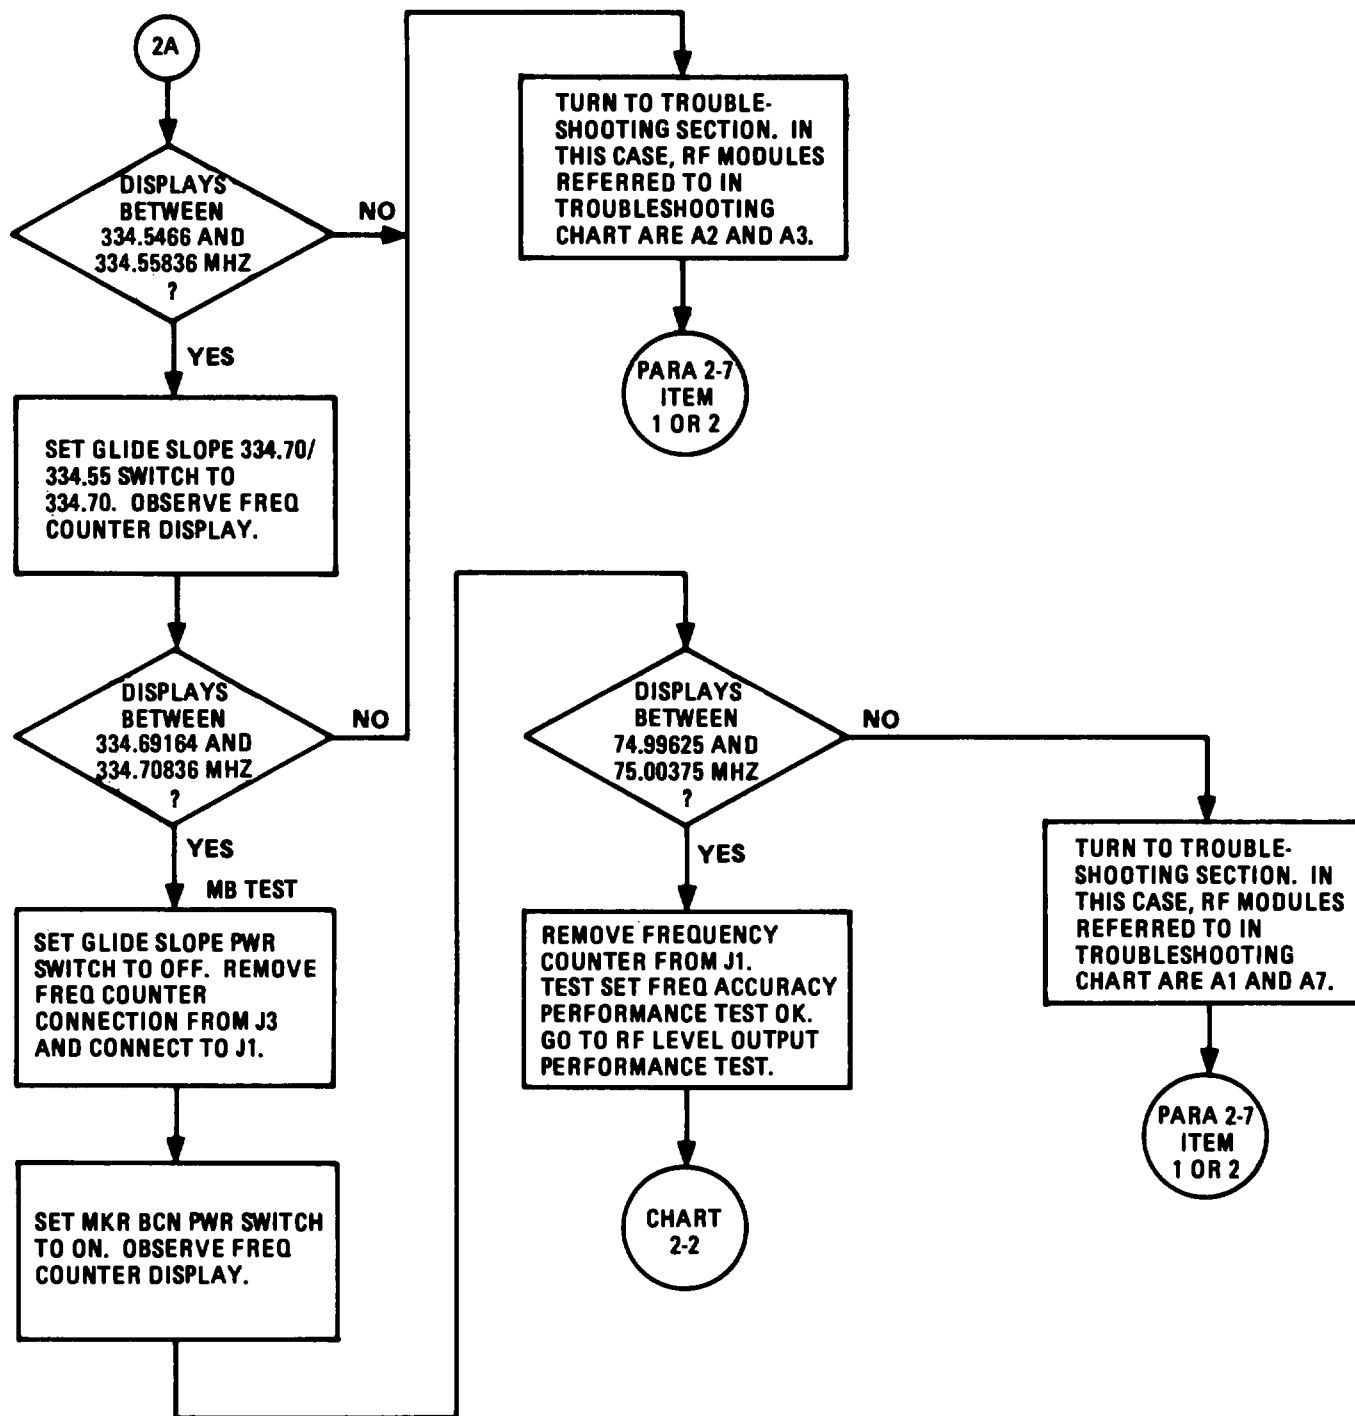 2A
DISPLAYS
BETWEEN
334.5466 AND
334.55836 MHZ
?
NO
YES
TURN TO TROUBLE-
SHOOTING SECTION. IN
THIS CASE, RF MODULES
REFERRED TO IN
TROUBLESHOOTING
CHART ARE A2 AND A3.
PARA 2-7
ITEM
1 OR 2
SET GLIDE SLOPE 334.70/
334.55 SWITCH TO
334.70. OBSERVE FREQ
COUNTER DISPLAY.
DISPLAYS
BETWEEN
334.69164 AND
334.70836 MHZ
?
NO
YES
MB TEST
SET GLIDE SLOPE PWR
SWITCH TO OFF. REMOVE
FREQ COUNTER
CONNECTION FROM J3
AND CONNECT TO J1.
SET MKR BCN PWR SWITCH
TO ON. OBSERVE FREQ
COUNTER DISPLAY.
DISPLAYS
BETWEEN
74.99625 AND
75.00375 MHZ
?
NO
YES
REMOVE FREQUENCY
COUNTER FROM J1.
TEST SET FREQ ACCURACY
PERFORMANCE TEST OK.
GO TO RF LEVEL OUTPUT
PERFORMANCE TEST.
CHART
2-2
TURN TO TROUBLE-
SHOOTING SECTION. IN
THIS CASE, RF MODULES
REFERRED TO IN
TROUBLESHOOTING
CHART ARE A1 AND A7.
PARA 2-7
ITEM
1 OR 2